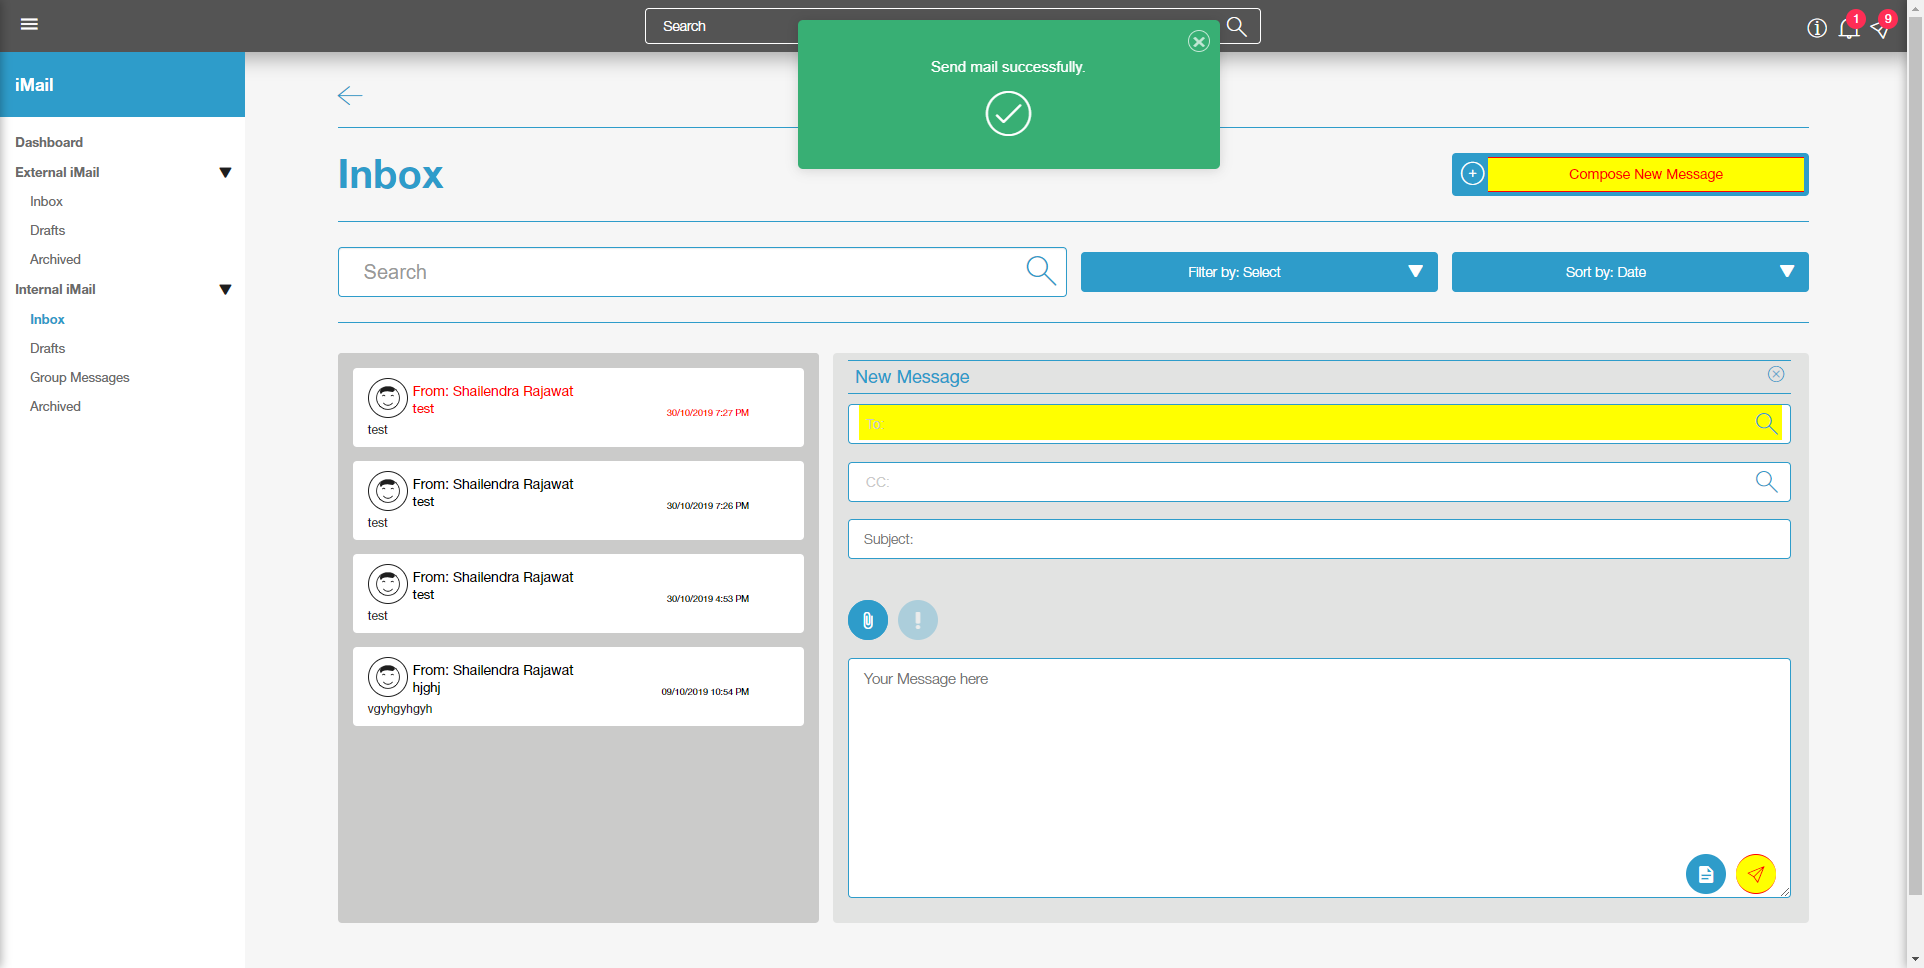 Search
1
9
Send mail successfully.
iMail
Dashboard
External iMail
Inbox
Drafts
Archived
Internal iMail
Inbox
Drafts
Group Messages
Archived
Inbox
Compose New Message
Search
Filter by: Select
Sort by: Date
From: Shailendra Rajawat
test
30/10/2019 7:27 PM
test
From: Shailendra Rajawat
test
30/10/2019 7:26 PM
test
From: Shailendra Rajawat
test
30/10/2019 4:53 PM
test
From: Shailendra Rajawat
hjghj
09/10/2019 10:54 PM
vgyhgyhgyh
New Message
To:
CC:
Subject:
Your Message here